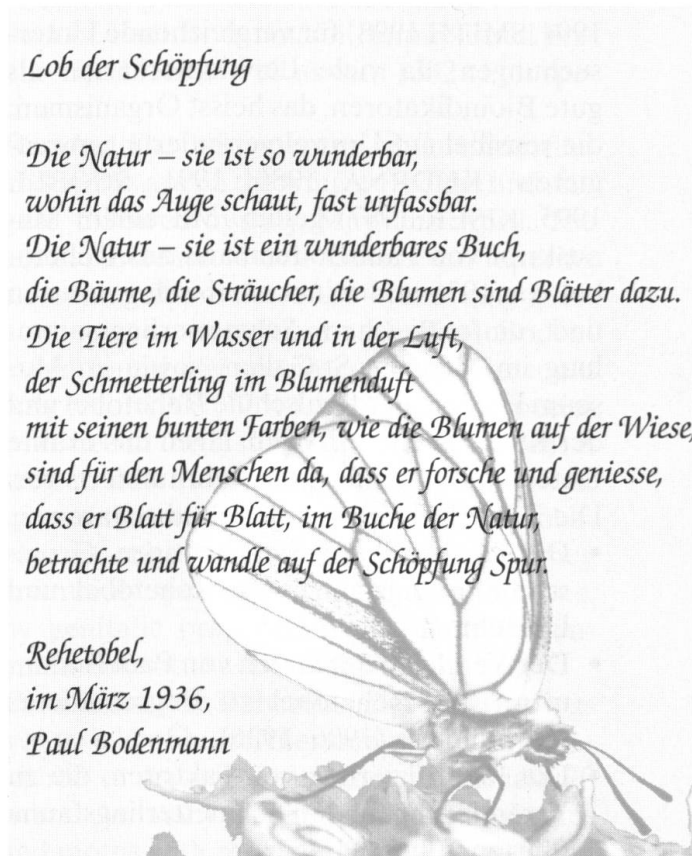 Lob der Schöpfung
Die Natur – sie ist so wunderbar,
wohin das Auge schaut, fast unfassbar.
Die Natur – sie ist ein wunderbares Buch,
die Bäume, die Sträucher, die Blumen sind Blätter dazu.
Die Tiere im Wasser und in der Luft,
der Schmetterling im Blumenduft
mit seinen bunten Farben, wie die Blumen auf der Wiese,
sind für den Menschen da, dass er forsche und geniesse,
dass er Blatt für Blatt, im Buche der Natur,
betrachte und wandle auf der Schöpfung Spur.
Rehetobel,
im März 1936,
Paul Bodenmann